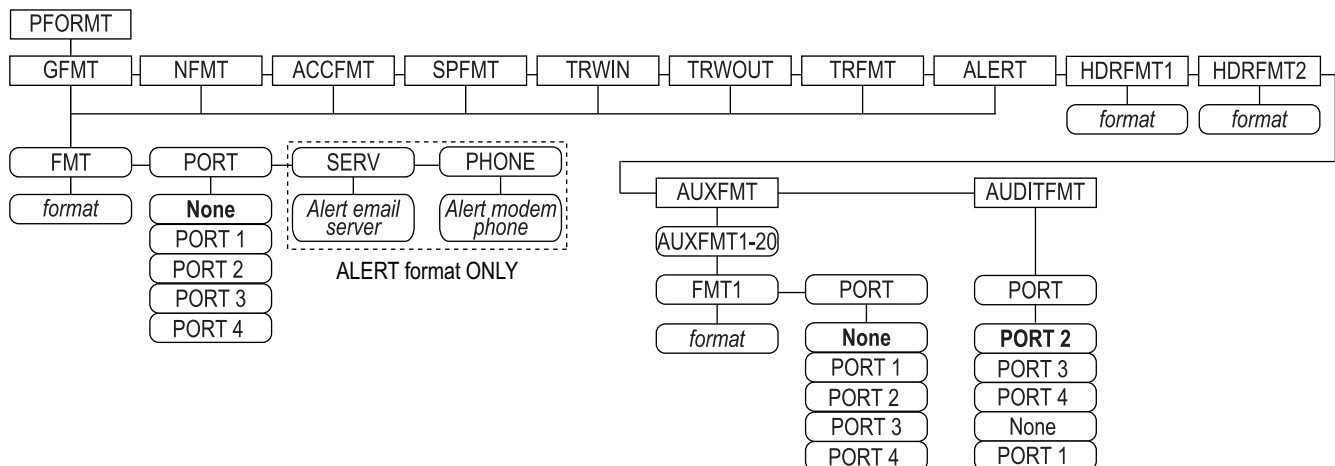 PFORMT
GFMT NFMT ACCFMT SPFMT TRWIN TRWOUT TRFMT ALERT HDRFMT1 HDRFMT2
format format
FMT PORT SERV PHONE
format
None
PORT 1
PORT 2
PORT 3
PORT 4
Alert email
server
Alert modem
phone
ALERT format ONLY
AUXFMT AUDITFMT
AUXFMT1-20
FMT1 PORT PORT
format
None
PORT 1
PORT 2
PORT 3
PORT 4
PORT 2
PORT 3
PORT 4
None
PORT 1